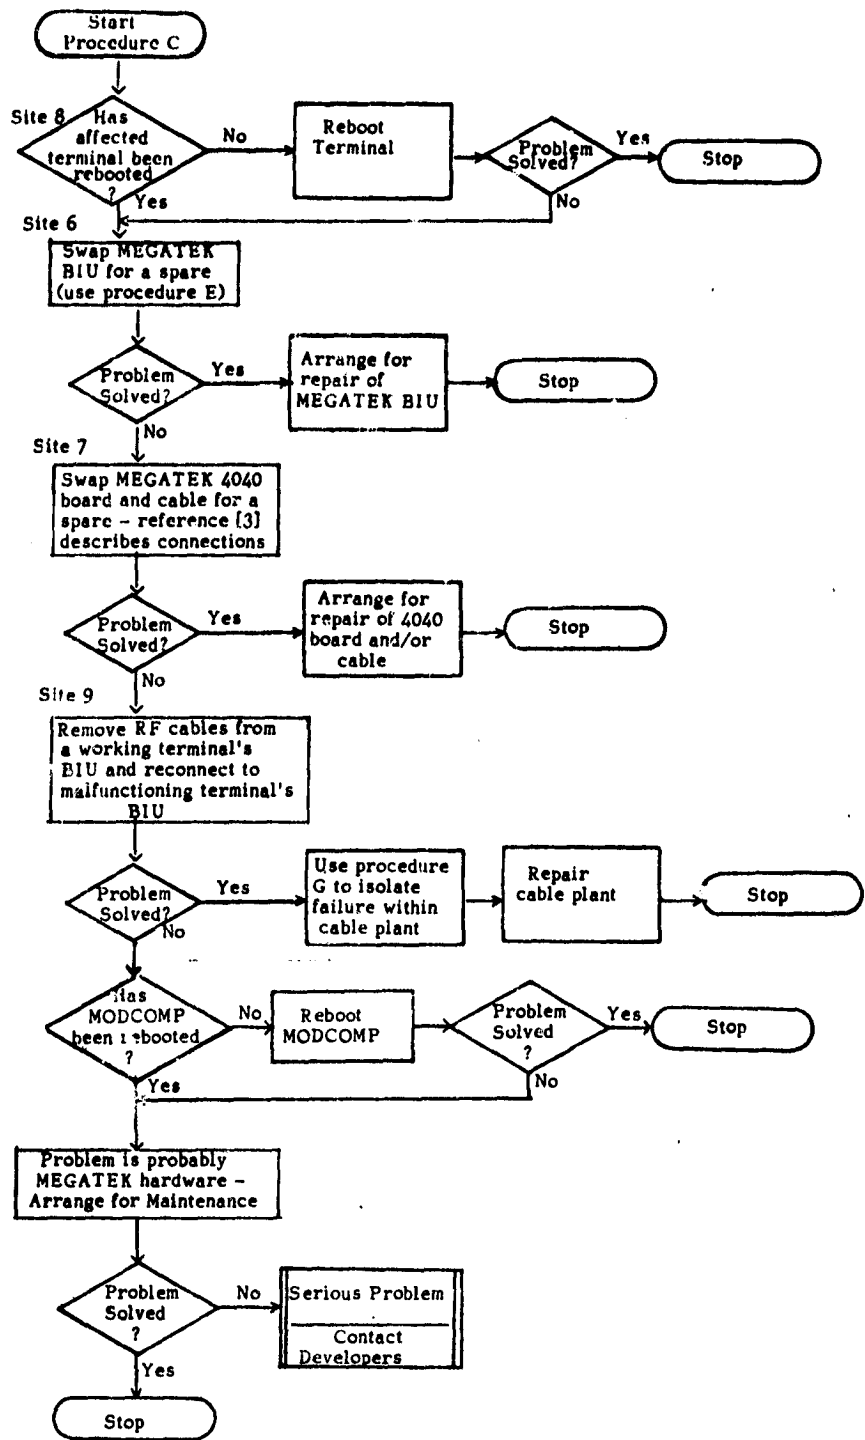 Start
Procedure C
Site 8
Has
affected
terminal been
rebooted
?
No
Reboot
Terminal
Problem
Solved?
Yes
Stop
No
Yes
Site 6
Swap MEGATEK
BIU for a spare
(use procedure E)
Problem
Solved?
Yes
Arrange for
repair of
MEGATEK BIU
Stop
No
Site 7
Swap MEGATEK 4040
board and cable for a
spare - reference [3]
describes connections
Problem
Solved?
Yes
Arrange for
repair of 4040
board and/or
cable
Stop
No
Site 9
Remove RF cables from
a working terminal's
BIU and reconnect to
malfunctioning terminal's
BIU
Problem
Solved?
Yes
Use procedure
G to isolate
failure within
cable plant
Repair
cable plant
Stop
No
Has
MODCOMP
been rebooted
?
No
Reboot
MODCOMP
Problem
Solved
?
Yes
Stop
No
Yes
Problem is probably
MEGATEK hardware -
Arrange for Maintenance
Problem
Solved
?
No
Serious Problem
Contact
Developers
Yes
Stop